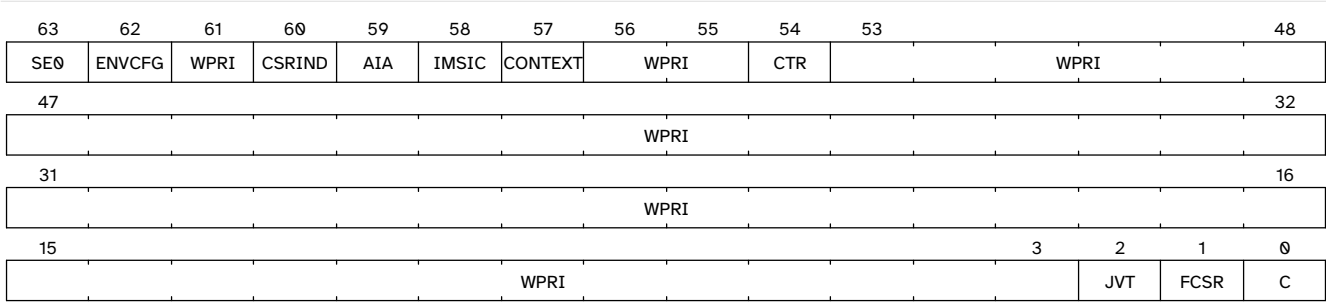 63 62 61 60 59 58 57 56 55 54 53 48
SE0 ENVCFG WPRI CSRIND AIA IMSIC CONTEXT WPRI CTR WPRI
47 32
WPRI
31 16
WPRI
15 3 2 1 0
WPRI JVT FCSR C